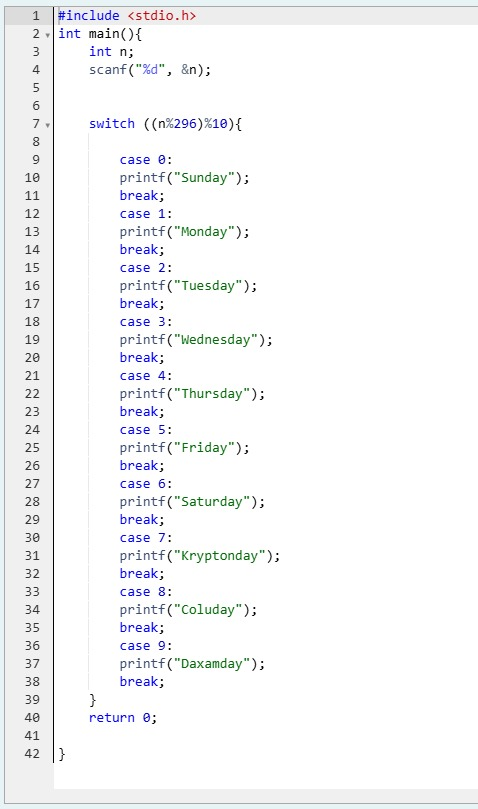 1 #include <stdio.h>
2 int main(){
3 int n;
4 scanf("%d", &n);
5
6
7 switch ((n%296)%10){
8
9 case 0:
10 printf("Sunday");
11 break;
12 case 1:
13 printf("Monday");
14 break;
15 case 2:
16 printf("Tuesday");
17 break;
18 case 3:
19 printf("Wednesday");
20 break;
21 case 4:
22 printf("Thursday");
23 break;
24 case 5:
25 printf("Friday");
26 break;
27 case 6:
28 printf("Saturday");
29 break;
30 case 7:
31 printf("Kryptonday");
32 break;
33 case 8:
34 printf("Coluday");
35 break;
36 case 9:
37 printf("Daxamday");
38 break;
39 }
40 return 0;
41
42 }